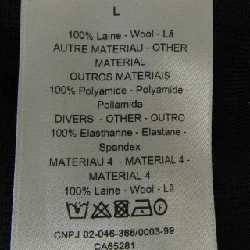 L
100% Laine - Wool - Lã
AUTRE MATERIAU - OTHER
MATERIAL
OUTROS MATERIAIS
100% Polyamide - Polyamide -
Poliamida
DIVERS - OTHER - OUTRO
100% Elasthanne - Elastane -
Spandex
MATERIAU 4 - MATERIAL 4 -
MATERIAL 4
100% Laine - Wool - Lã
CNPJ 02-046-366/0003-99
CA65281